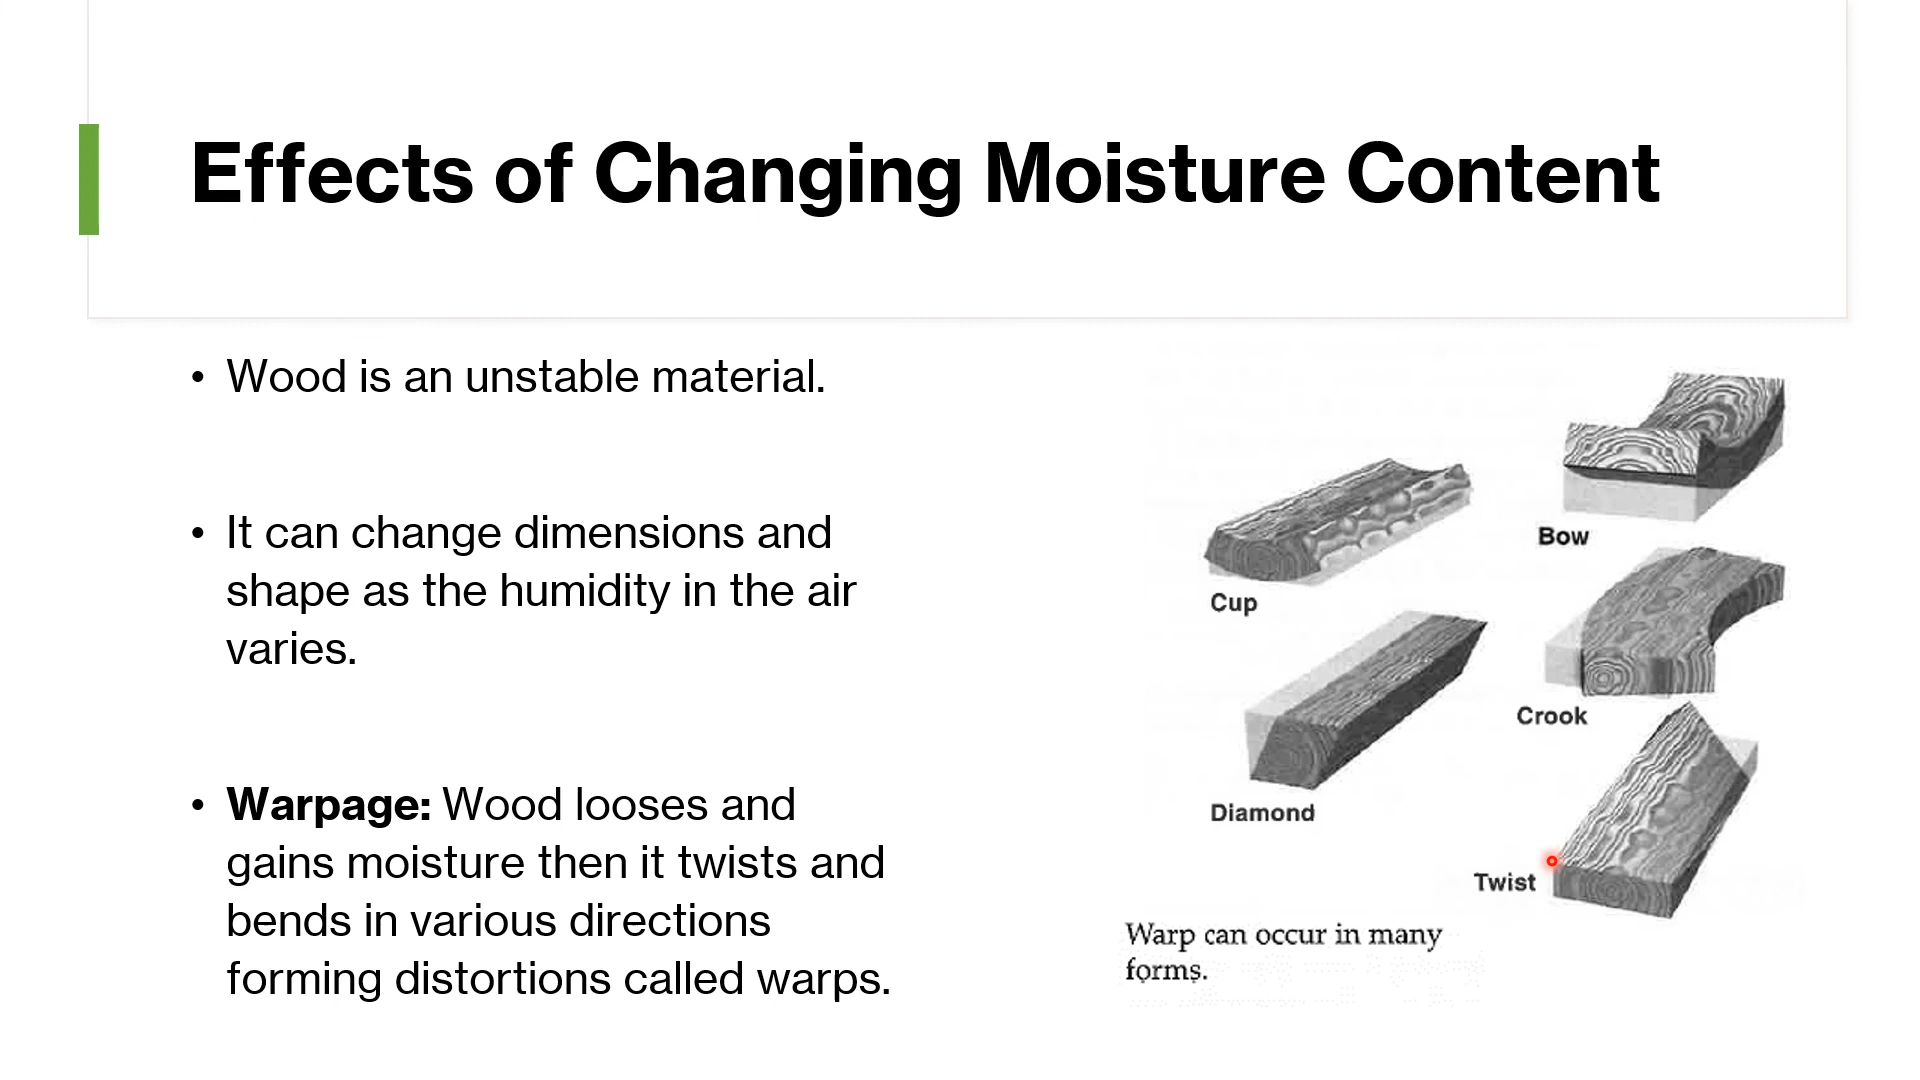 Effects of Changing Moisture Content
• Wood is an unstable material.
• It can change dimensions and
shape as the humidity in the air
varies.
• Warpage: Wood looses and
gains moisture then it twists and
bends in various directions
forming distortions called warps.
Bow
Cup
Crook
Diamond
Twist
Warp can occur in many
forms.